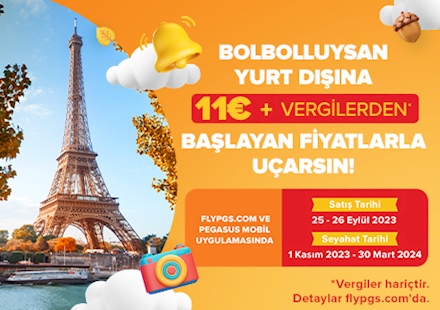 BOLBOLLUYSAN
YURT DIŞINA
11€ + VERGİLERDEN*
BAŞLAYAN FİYATLARLA
UÇARSIN!
FLYPGS.COM VE
PEGASUS MOBİL
UYGULAMASINDA
Satış Tarihi
25 - 26 Eylül 2023
Seyahat Tarihi
1 Kasım 2023 - 30 Mart 2024
*Vergiler hariçtir.
Detaylar flypgs.com'da.